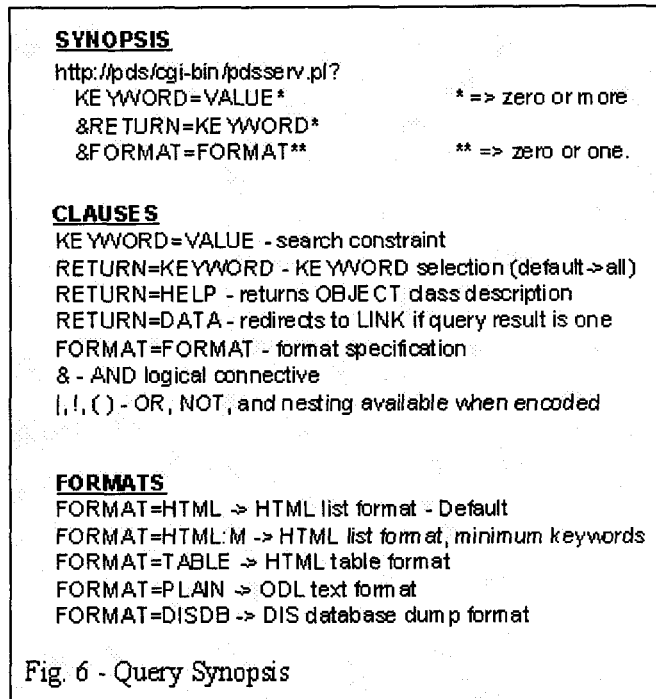 SYNOPSIS
http://pds/cgi-bin/pdsserv.pl?
KEYWORD=VALUE* * => zero or more
&RETURN=KEYWORD*
&FORMAT=FORMAT** ** => zero or one.
CLAUSES
KEYWORD=VALUE - search constraint
RETURN=KEYWORD - KEYWORD selection (default->all)
RETURN=HELP - returns OBJECT class description
RETURN=DATA - redirects to LINK if query result is one
FORMAT=FORMAT - format specification
& - AND logical connective
|, !, ( ) - OR, NOT, and nesting available when encoded
FORMATS
FORMAT=HTML -> HTML list format - Default
FORMAT=HTML:M -> HTML list format, minimum keywords
FORMAT=TABLE -> HTML table format
FORMAT=PLAIN -> ODL text format
FORMAT=DISDB -> DIS database dump format
Fig. 6 - Query Synopsis